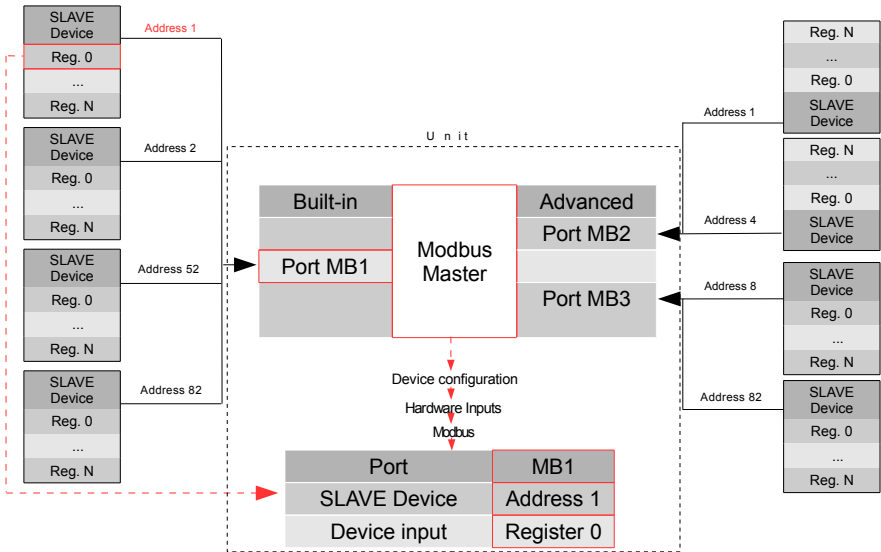 SLAVE
Device
Reg. 0
...
Reg. N
Address 1
SLAVE
Device
Reg. 0
...
Reg. N
Address 2
SLAVE
Device
Reg. 0
...
Reg. N
Address 52
SLAVE
Device
Reg. 0
...
Reg. N
Address 82
Unit
Built-in
Port MB1
Modbus
Master
Advanced
Port MB2
Port MB3
Device configuration
Hardware Inputs
Modbus
Port MB1
SLAVE Device Address 1
Device input Register 0
Reg. N
...
Reg. 0
SLAVE
Device
Address 1
Reg. N
...
Reg. 0
SLAVE
Device
Address 4
SLAVE
Device
Reg. 0
...
Reg. N
Address 8
SLAVE
Device
Reg. 0
...
Reg. N
Address 82